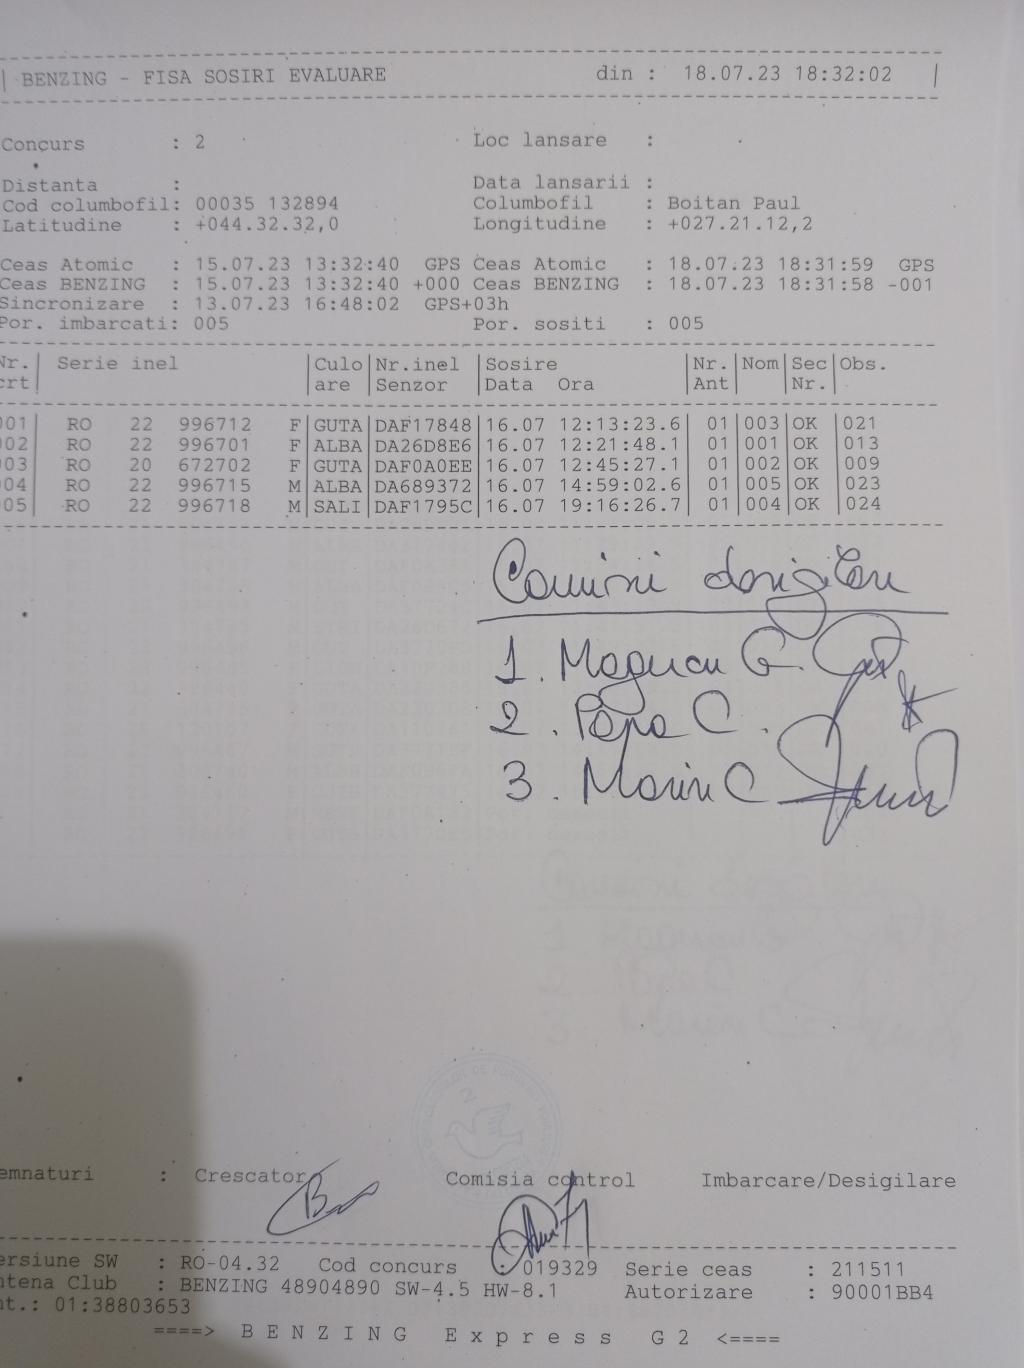 BENZING - FISA SOSIRI EVALUARE din : 18.07.23 18:32:02
Concurs : 2 Loc lansare :
Distanta : Data lansarii :
Cod columbofil: 00035 132894 Columbofil : Boitan Paul
Latitudine : +044.32.32,0 Longitudine : +027.21.12,2
Ceas Atomic : 15.07.23 13:32:40 GPS Ceas Atomic : 18.07.23 18:31:59 GPS
Ceas BENZING : 15.07.23 13:32:40 +000 Ceas BENZING : 18.07.23 18:31:58 -001
Sincronizare : 13.07.23 16:48:02 GPS+03h
Por. imbarcati: 005 Por. sositi : 005
Nr. Serie inel Culo Nr.inel Sosire Nr. Nom Sec Obs.
crt are Senzor Data Ora Ant Nr.
001 RO 22 996712 F GUTA DAF17848 16.07 12:13:23.6 01 003 OK 021
002 RO 22 996701 F ALBA DA26D8E6 16.07 12:21:48.1 01 001 OK 013
003 RO 20 672702 F GUTA DAF0A0EE 16.07 12:45:27.1 01 002 OK 009
004 RO 22 996715 M ALBA DA689372 16.07 14:59:02.6 01 005 OK 023
005 RO 22 996718 M SALI DAF1795C 16.07 19:16:26.7 01 004 OK 024
1. G.
2. Popa C.
3. Marin C
emnaturi : Crescator Comisia control Imbarcare/Desigilare
ersiune SW : RO-04.32 Cod concurs : 019329 Serie ceas : 211511
ntena Club : BENZING 48904890 SW-4.5 HW-8.1 Autorizare : 90001BB4
nt.: 01:38803653
====> B E N Z I N G E x p r e s s G 2 <====